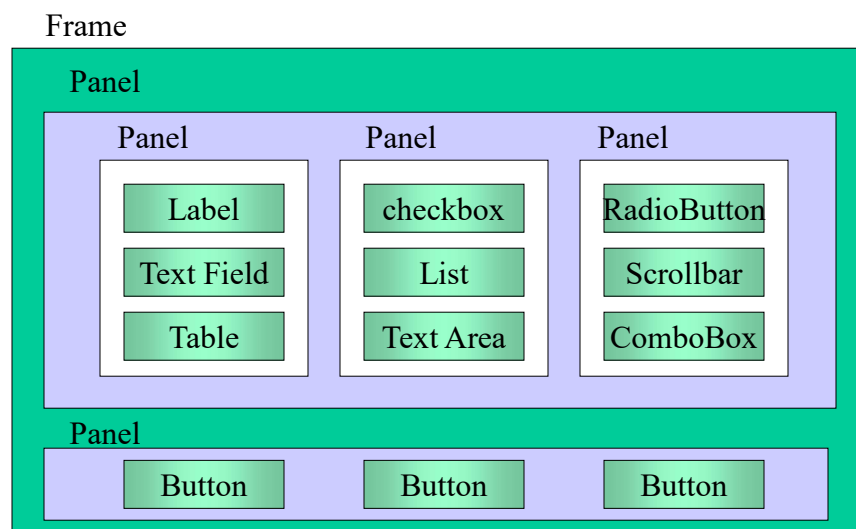 Frame
Panel
Panel Panel Panel
Label checkbox RadioButton
Text Field List Scrollbar
Table Text Area ComboBox
Panel
Button Button Button